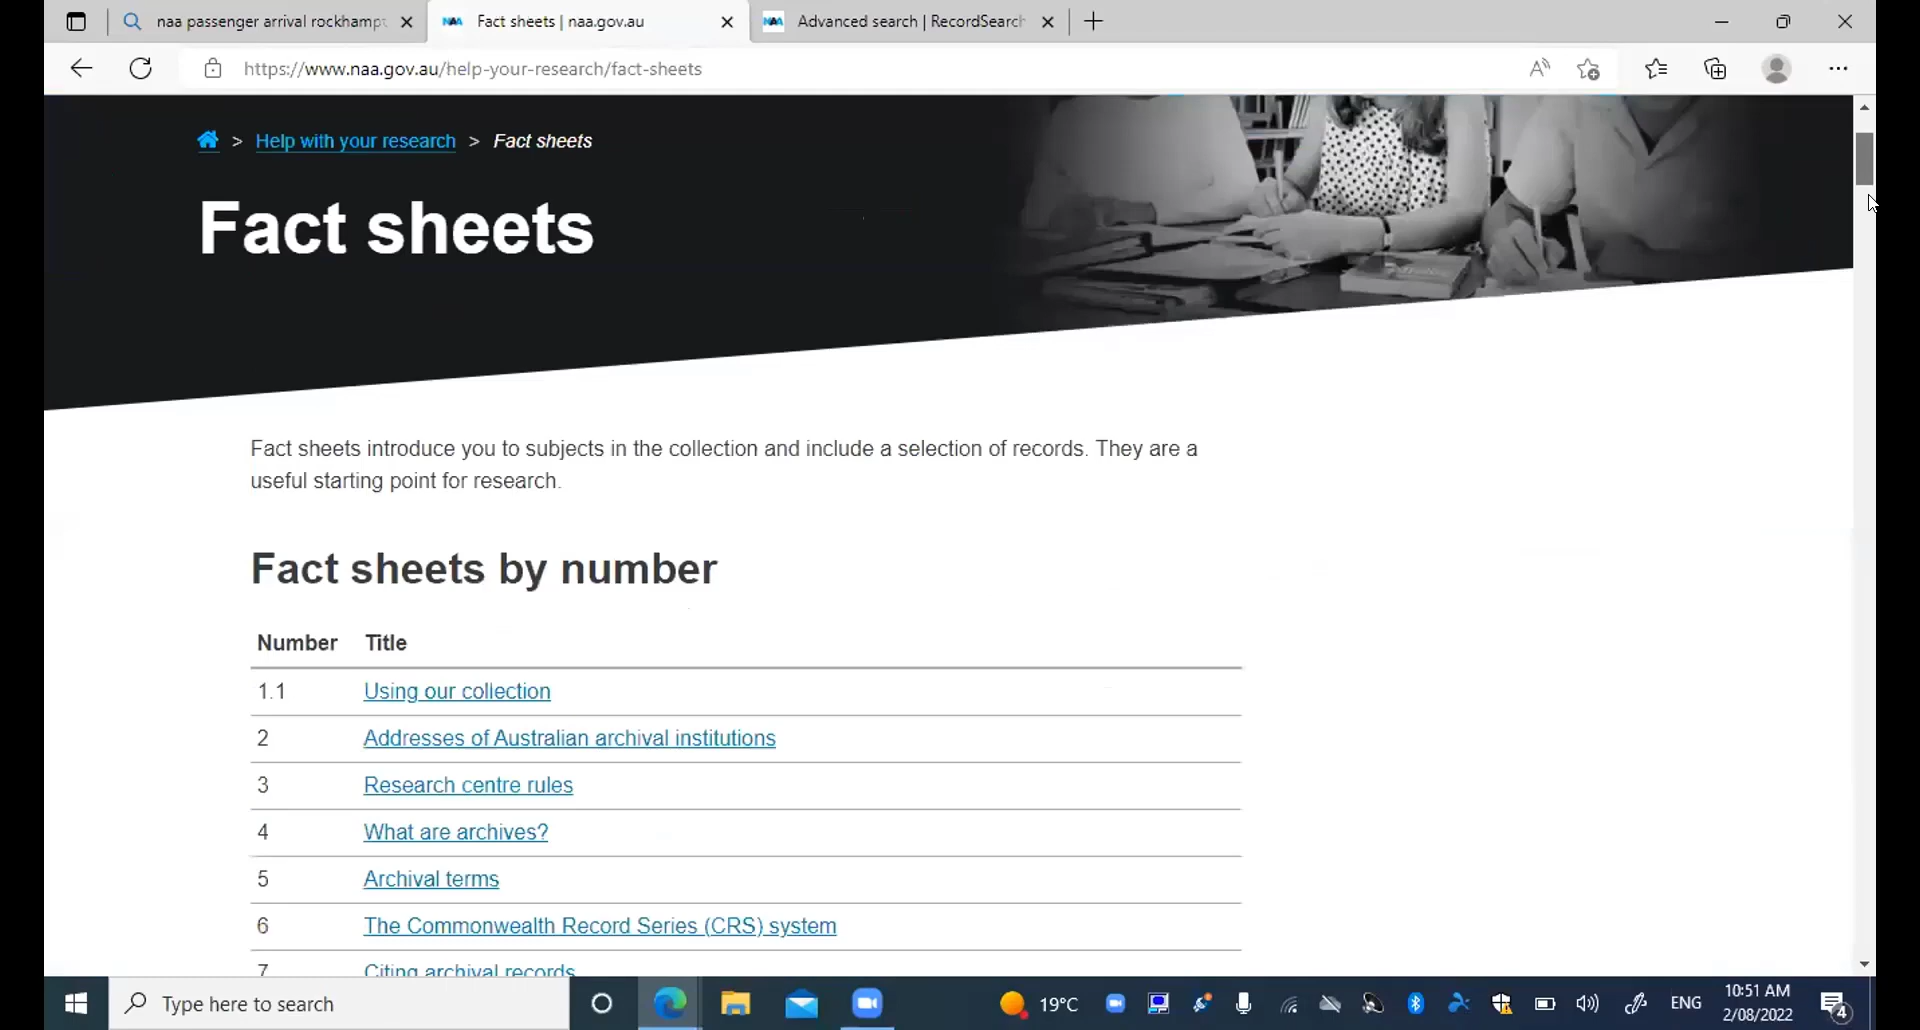 naa passenger arrival rockhampt
NAA Fact sheets | naa.gov.au
NAA Advanced search | RecordSearch
https://www.naa.gov.au/help-your-research/fact-sheets
> Help with your research > Fact sheets
Fact sheets
Fact sheets introduce you to subjects in the collection and include a selection of records. They are a
useful starting point for research.
Fact sheets by number
Number Title
1.1 Using our collection
2 Addresses of Australian archival institutions
3 Research centre rules
4 What are archives?
5 Archival terms
6 The Commonwealth Record Series (CRS) system
7 Citing archival records
Type here to search
19°C
ENG
10:51 AM
2/08/2022
4